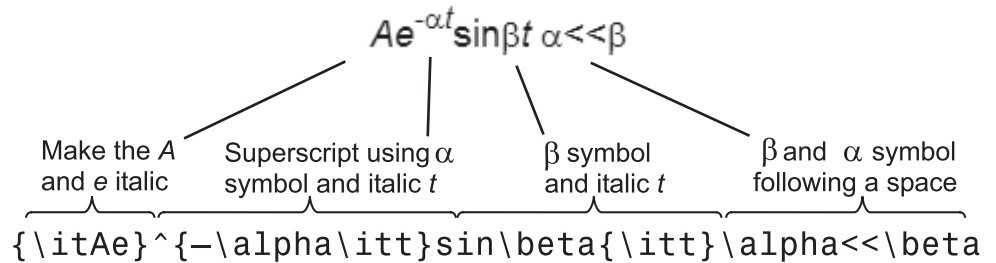 Ae^-αt sinβt α<<β
Make the A and e italic
Superscript using α symbol and italic t
β symbol and italic t
β and α symbol following a space
{\itAe}^{–\alpha\itt}sin\beta{\itt}\alpha<<\beta